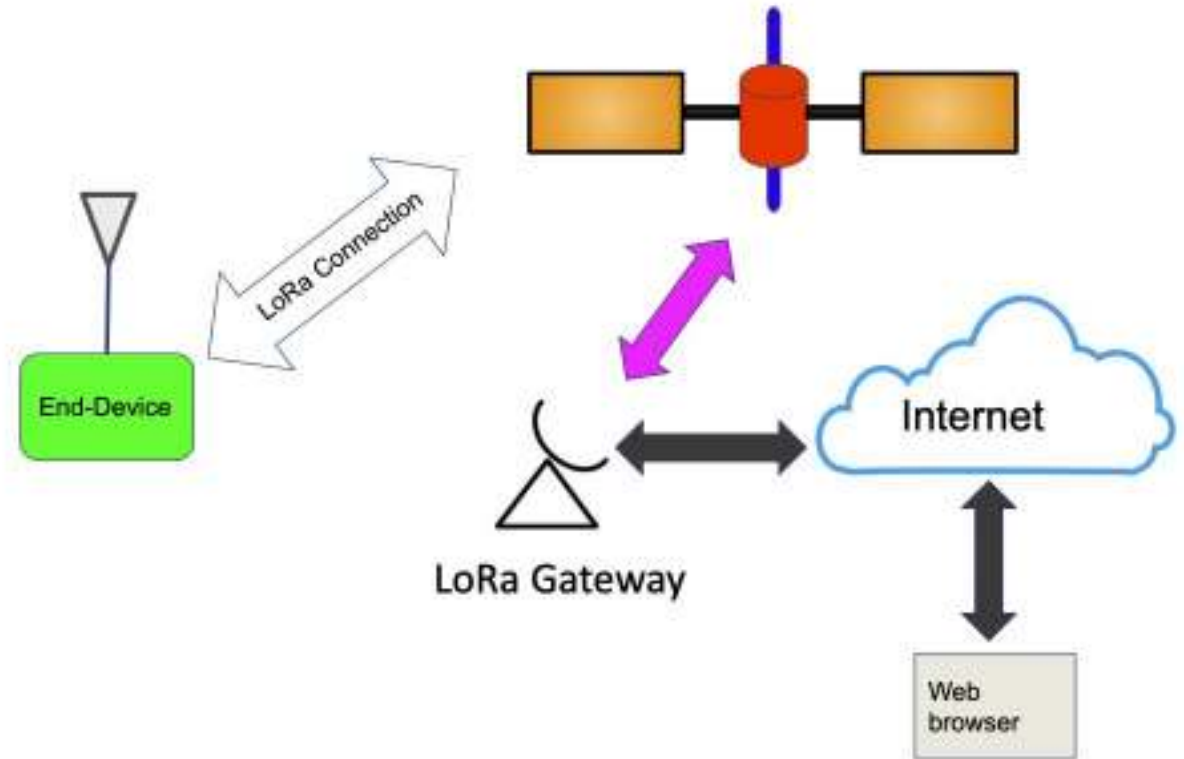 LoRa Connection
End-Device
Internet
LoRa Gateway
Web
browser